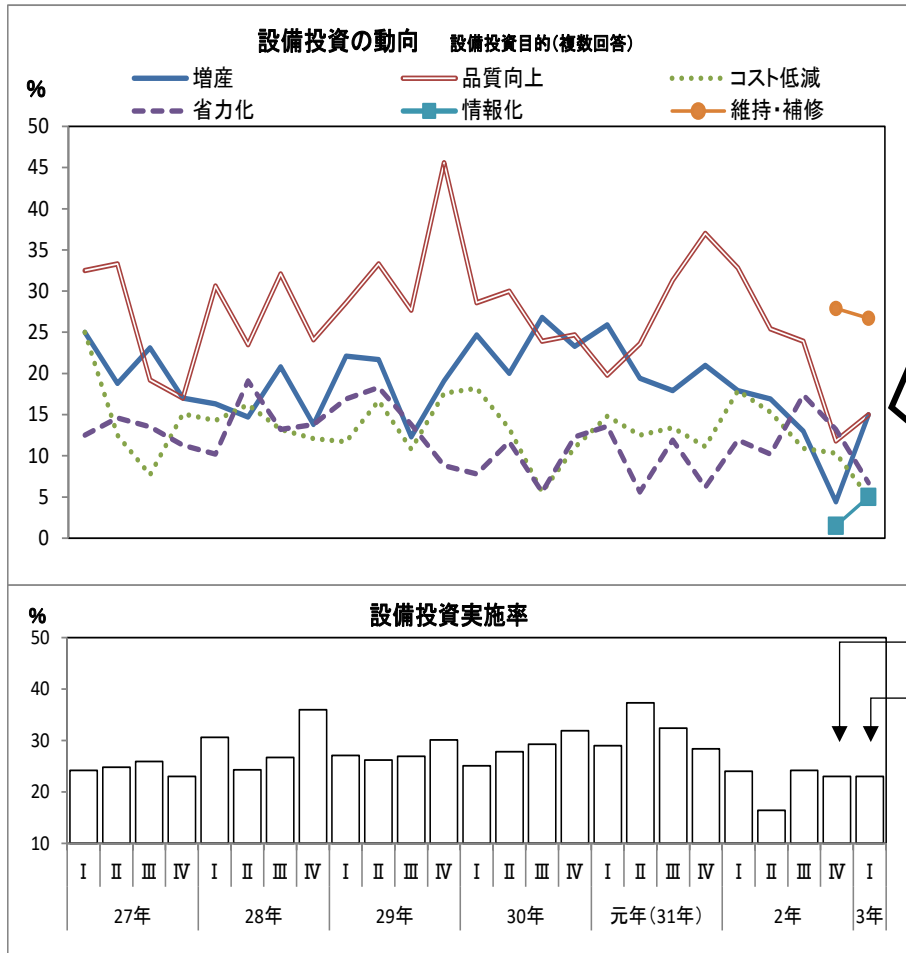 設備投資の動向 設備投資目的(複数回答)
増産 品質向上 コスト低減
% 省力化 情報化 維持・補修
50
45
40
35
30
25
20
15
10
5
0
% 設備投資実施率
50
40
30
20
10
Ⅰ Ⅱ Ⅲ Ⅳ Ⅰ Ⅱ Ⅲ Ⅳ Ⅰ Ⅱ Ⅲ Ⅳ Ⅰ Ⅱ Ⅲ Ⅳ Ⅰ Ⅱ Ⅲ Ⅳ Ⅰ Ⅱ Ⅲ Ⅳ Ⅰ
27年 28年 29年 30年 元年(31年) 2年 3年